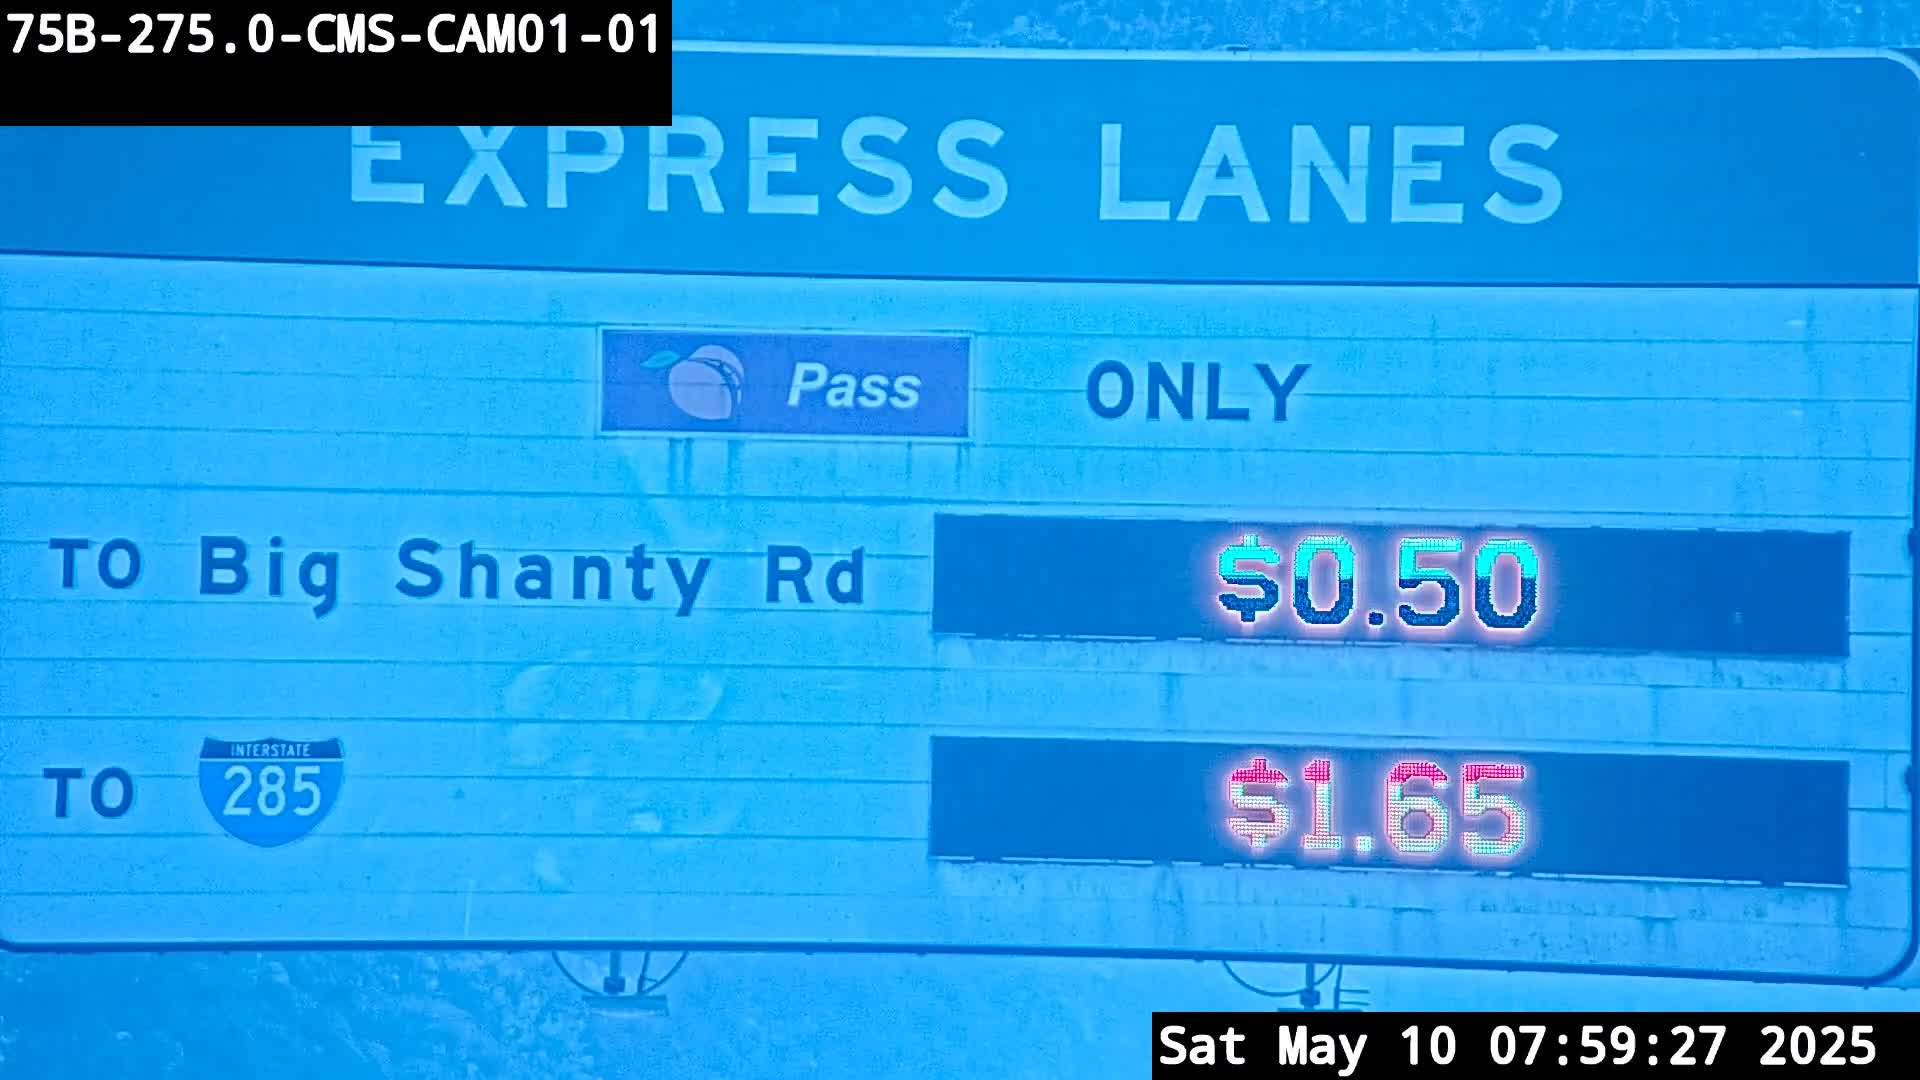 75B-275.0-CMS-CAM01-01
EXPRESS LANES
Pass ONLY
TO Big Shanty Rd $0.50
TO INTERSTATE 285 $1.65
Sat May 10 07:59:27 2025